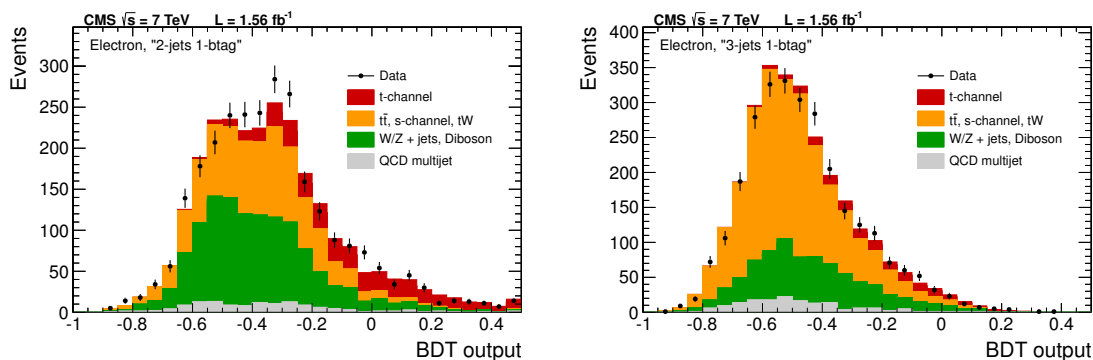 CMS √s = 7 TeV L = 1.56 fb⁻¹
Electron, "2-jets 1-btag"
Events
300
250
200
150
100
50
0
Data
t-channel
tt̄, s-channel, tW
W/Z + jets, Diboson
QCD multijet
-1 -0.8 -0.6 -0.4 -0.2 0 0.2 0.4
BDT output
CMS √s = 7 TeV L = 1.56 fb⁻¹
Electron, "3-jets 1-btag"
Events
400
350
300
250
200
150
100
50
0
Data
t-channel
tt̄, s-channel, tW
W/Z + jets, Diboson
QCD multijet
-1 -0.8 -0.6 -0.4 -0.2 0 0.2 0.4
BDT output